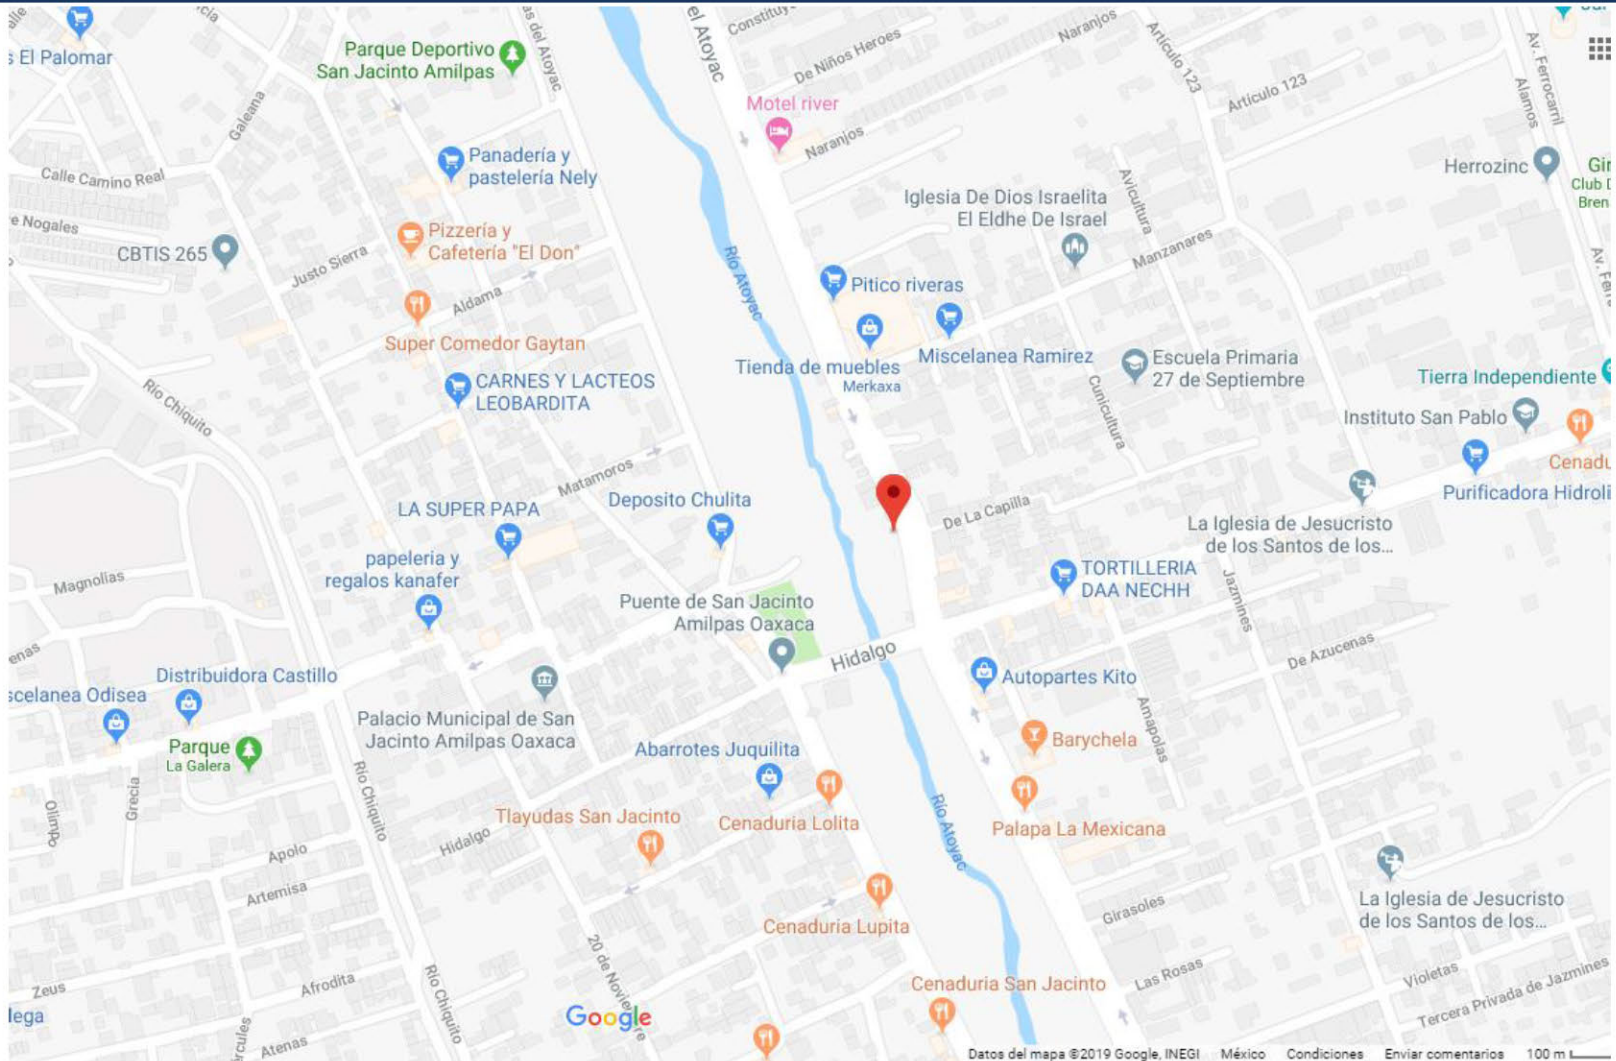 El Palomar
Parque Deportivo
San Jacinto Amilpas
as del Atoyac
el Atoyac
De Niños Heroes
Naranjos
Artículo 123
Artículo 123
Av. Ferrocarril
Alamos
Galeana
Motel river
Naranjos
Panadería y
pastelería Nely
Calle Camino Real
Nogales
Herrozinc
Club
Iglesia De Dios Israelita
El Eldhe De Israel
Avicultura
Manzanares
CBTIS 265
Pizzería y
Cafetería "El Don"
Justo Sierra
Aldama
Río Atoyac
Pitico riveras
Super Comedor Gaytan
Tienda de muebles
Merkaxa
Miscelanea Ramirez
Escuela Primaria
27 de Septiembre
Tierra Independiente
CARNES Y LACTEOS
LEOBARDITA
Río Chiquito
Cunicultura
Instituto San Pablo
Matamoros
LA SUPER PAPA
Deposito Chulita
De La Capilla
Purificadora Hidroli
La Iglesia de Jesucristo
de los Santos de los...
papeleria y
regalos kanafer
Magnolias
TORTILLERIA
DAA NECHH
Jazmines
Puente de San Jacinto
Amilpas Oaxaca
Hidalgo
De Azucenas
Distribuidora Castillo
scelanea Odisea
Autopartes Kito
Amapolas
Palacio Municipal de San
Jacinto Amilpas Oaxaca
Parque
La Galera
Abarrotes Juquilita
Barychela
Río Chiquito
Grecia
Olimpo
Tlayudas San Jacinto
Cenaduria Lolita
Río Atoyac
Palapa La Mexicana
Hidalgo
Apolo
Artemisa
Girasoles
La Iglesia de Jesucristo
de los Santos de los...
Cenaduria Lupita
20 de Noviembre
Río Chiquito
Afrodita
Zeus
Cenaduria San Jacinto
Las Rosas
Violetas
Tercera Privada de Jazmines
Google
Atenas
Datos del mapa ©2019 Google, INEGI México Condiciones Enviar comentarios 100 m